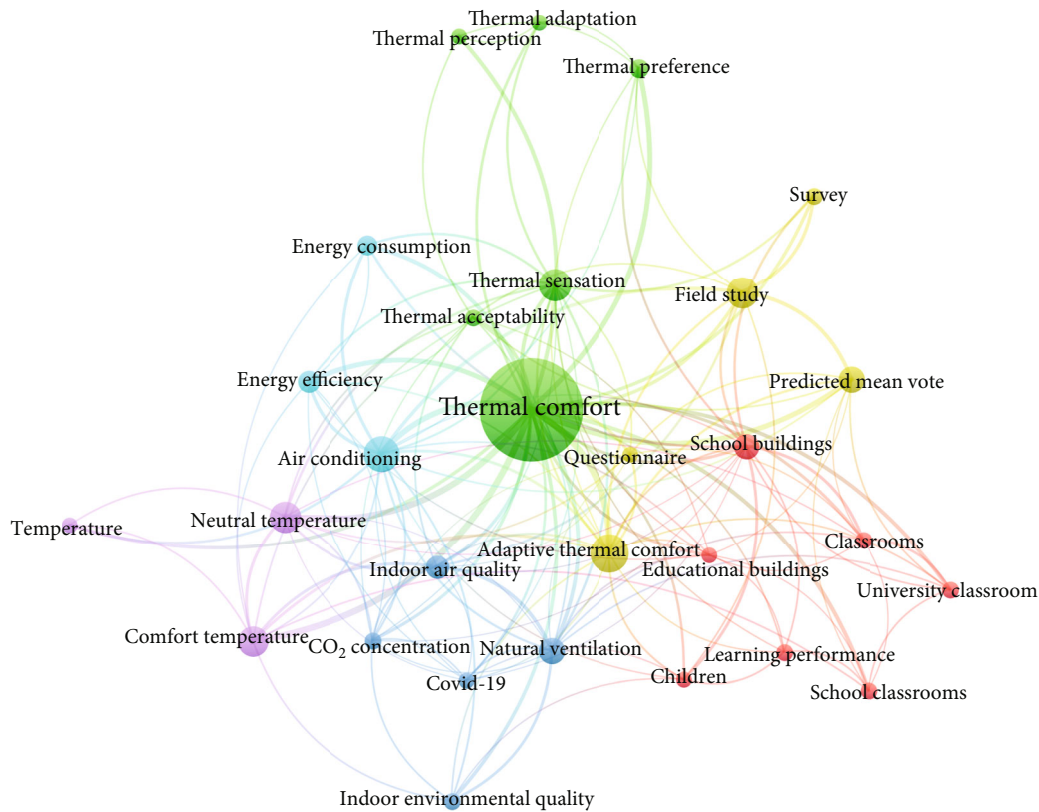 Thermal adaptation
Thermal perception
Thermal preference
Survey
Energy consumption
Thermal sensation
Field study
Thermal acceptability
Energy efficiency
Predicted mean vote
Thermal comfort
School buildings
Air conditioning
Questionnaire
Neutral temperature
Temperature
Classrooms
Adaptive thermal comfort
Indoor air quality
Educational buildings
University classroom
Comfort temperature
CO₂ concentration
Natural ventilation
Learning performance
Covid-19
Children
School classrooms
Indoor environmental quality